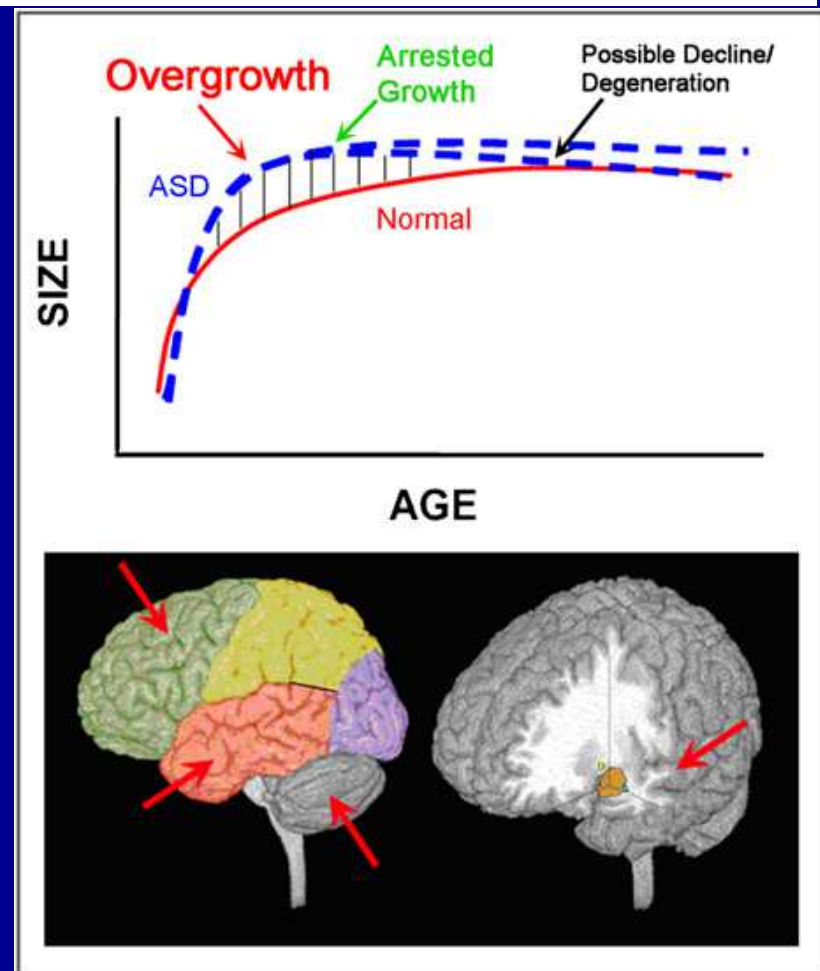 Overgrowth
Arrested
Growth
Possible Decline/
Degeneration
ASD
Normal
SIZE
AGE